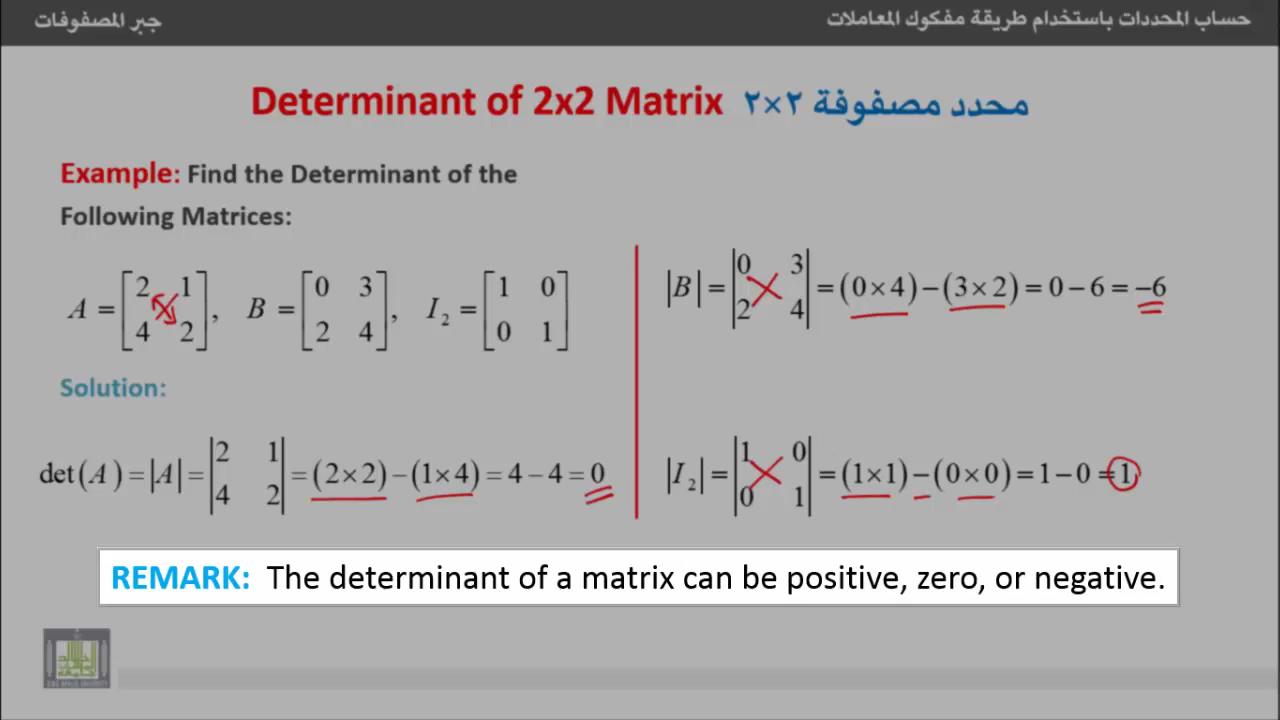 حساب المحددات باستخدام طريقة مفكوك المعاملات
جبر المصفوفات
Determinant of 2x2 Matrix محدد مصفوفة ٢×٢
Example: Find the Determinant of the
Following Matrices:
A = [2 1; 4 2], B = [0 3; 2 4], I₂ = [1 0; 0 1]
Solution:
det(A) = |A| = |2 1; 4 2| = (2×2) − (1×4) = 4 − 4 = 0
|B| = |0 3; 2 4| = (0×4) − (3×2) = 0 − 6 = −6
|I₂| = |1 0; 0 1| = (1×1) − (0×0) = 1 − 0 = 1
REMARK: The determinant of a matrix can be positive, zero, or negative.